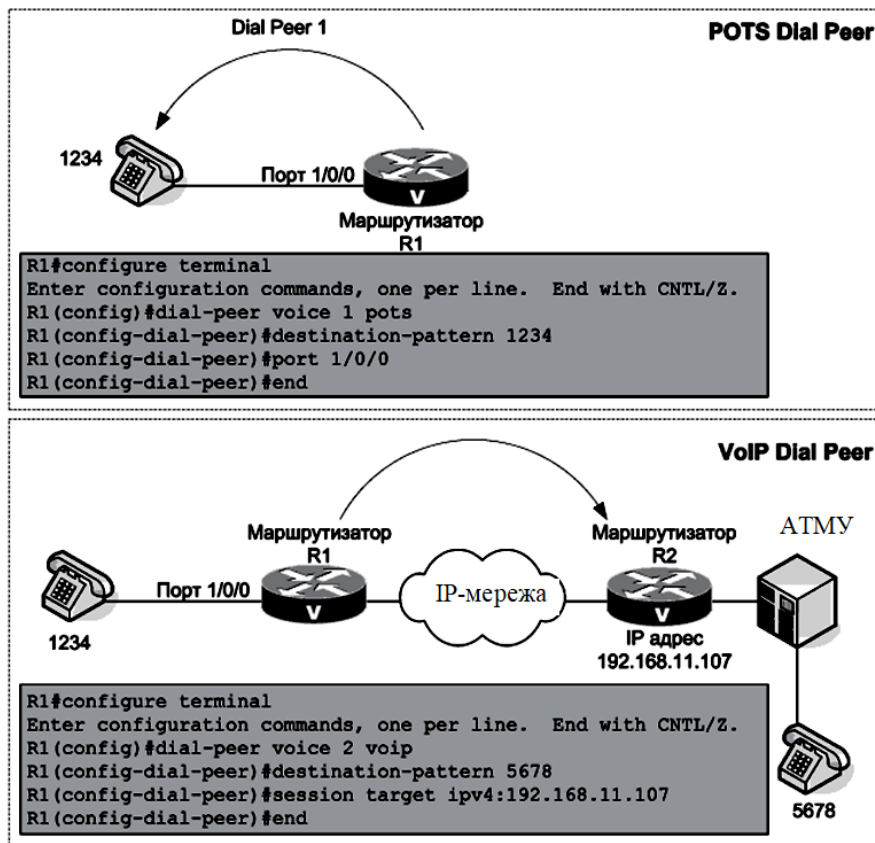 Dial Peer 1
POTS Dial Peer
1234
Порт 1/0/0
V
Маршрутизатор
R1
R1#configure terminal
Enter configuration commands, one per line. End with CNTL/Z.
R1(config)#dial-peer voice 1 pots
R1(config-dial-peer)#destination-pattern 1234
R1(config-dial-peer)#port 1/0/0
R1(config-dial-peer)#end
VoIP Dial Peer
Маршрутизатор
R1
Маршрутизатор
R2
АТМУ
Порт 1/0/0
V
IP-мережа
V
1234
IP адрес
192.168.11.107
R1#configure terminal
Enter configuration commands, one per line. End with CNTL/Z.
R1(config)#dial-peer voice 2 voip
R1(config-dial-peer)#destination-pattern 5678
R1(config-dial-peer)#session target ipv4:192.168.11.107
R1(config-dial-peer)#end
5678